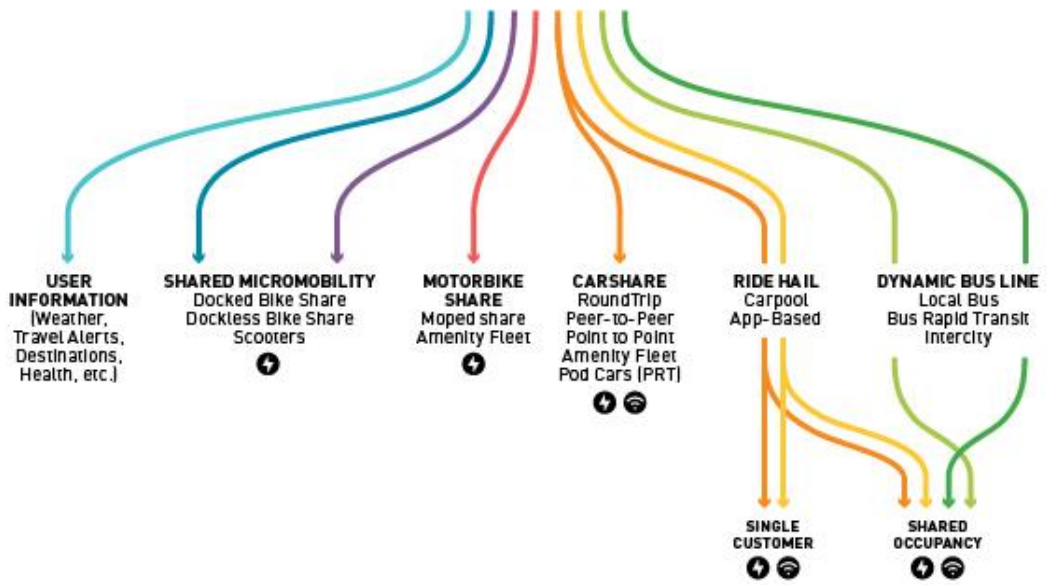 USER
INFORMATION
(Weather,
Travel Alerts,
Destinations,
Health, etc.)
SHARED MICROMOBILITY
Docked Bike Share
Dockless Bike Share
Scooters
MOTORBIKE
SHARE
Moped share
Amenity Fleet
CARSHARE
RoundTrip
Peer-to-Peer
Point to Point
Amenity Fleet
Pod Cars (PRT)
RIDE HAIL
Carpool
App-Based
DYNAMIC BUS LINE
Local Bus
Bus Rapid Transit
Intercity
SINGLE
CUSTOMER
SHARED
OCCUPANCY